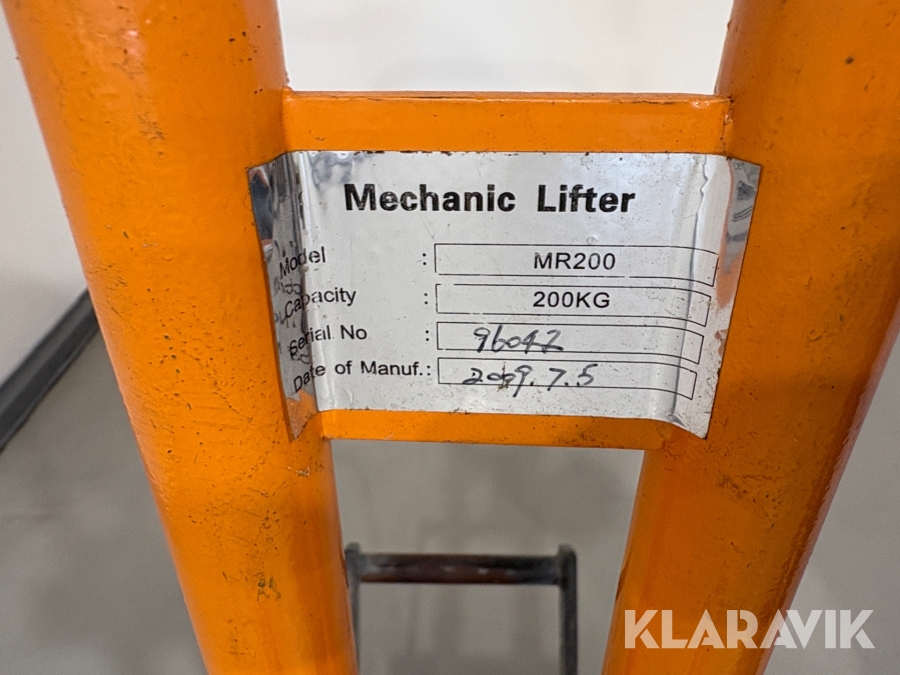 Mechanic Lifter
Model : MR200
Capacity : 200KG
Serial No : 96042
Date of Manuf.: 2009.7.5
KLARAVIK